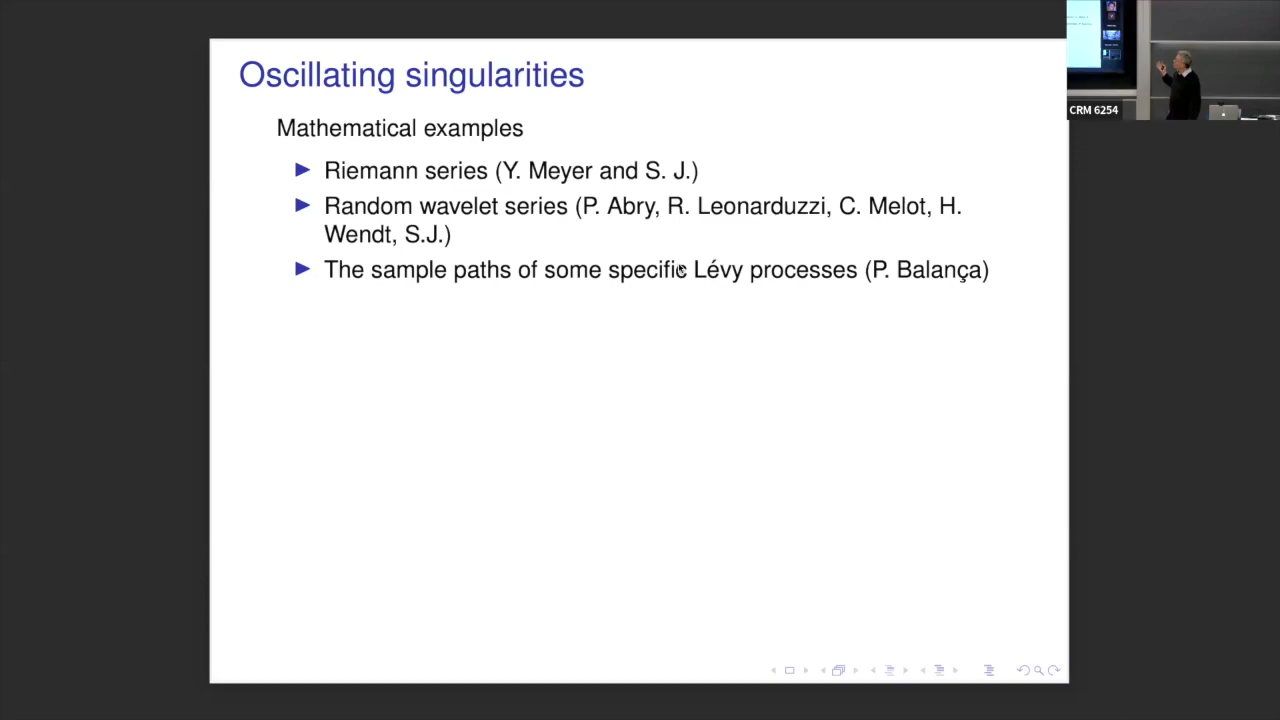 Oscillating singularities
CRM 6254
Mathematical examples
Riemann series (Y. Meyer and S. J.)
Random wavelet series (P. Abry, R. Leonarduzzi, C. Melot, H.
Wendt, S.J.)
The sample paths of some specific Lévy processes (P. Balança)